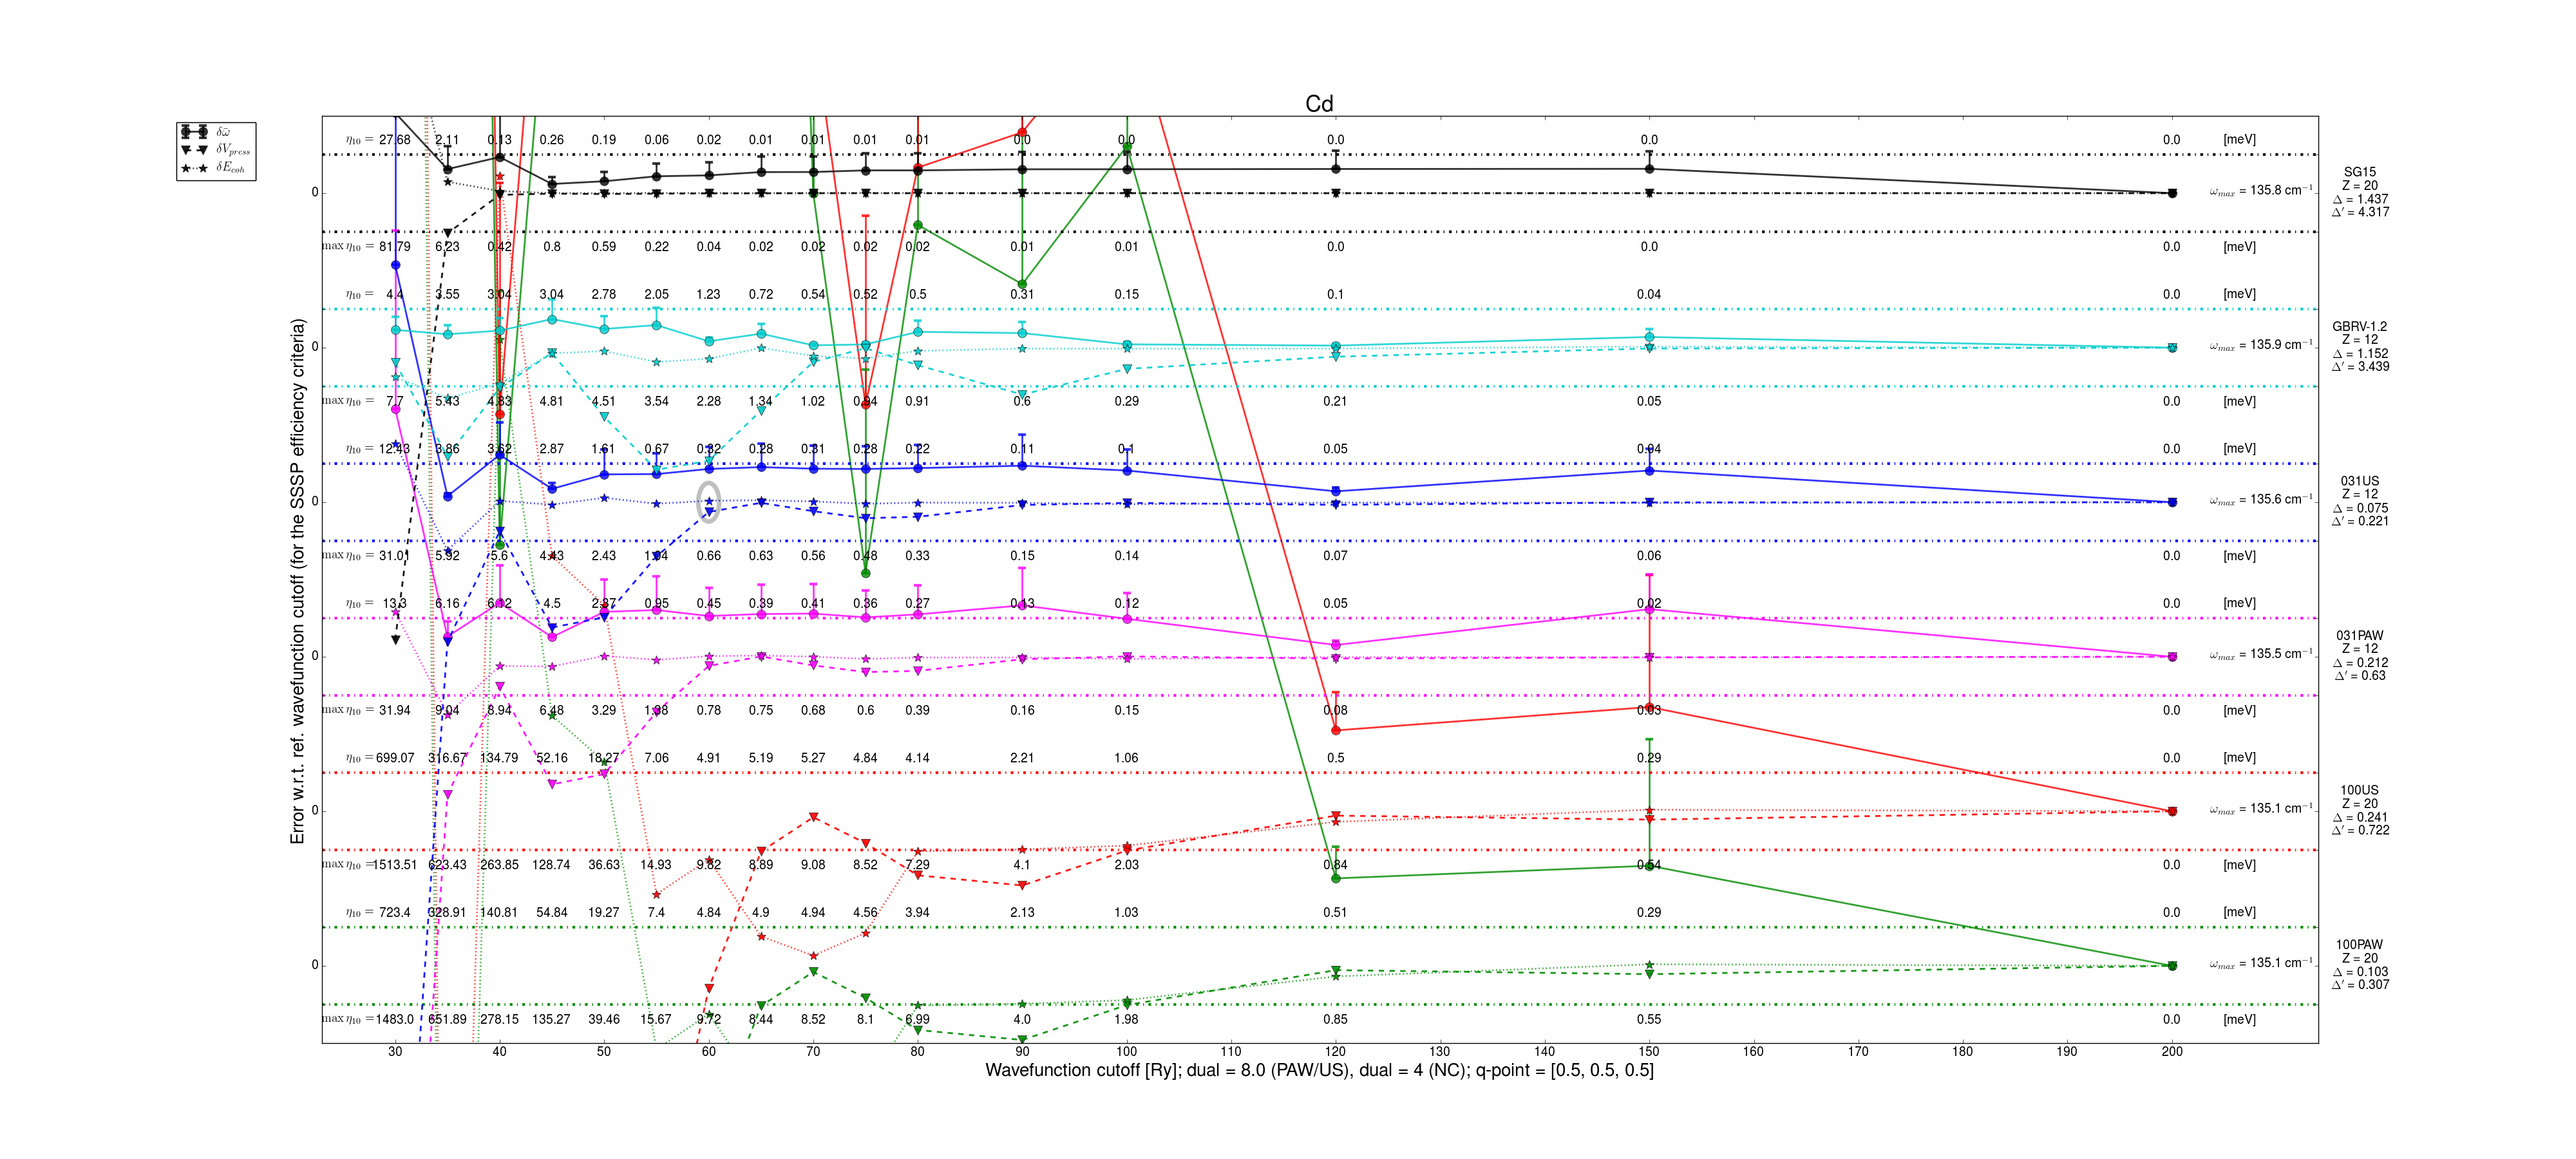 Cd
δω̄
δV_press
δE_coh
Error w.r.t. ref. wavefunction cutoff (for the SSSP efficiency criteria)
η₁₀ = 27.68 2.11 0.13 0.26 0.19 0.06 0.02 0.01 0.01 0.01 0.01 0.0 0.0 0.0 0.0 0.0 [meV]
0 ω_max = 135.8 cm⁻¹
SG15
Z = 20
Δ = 1.437
Δ' = 4.317
max η₁₀ = 81.79 6.23 0.42 0.8 0.59 0.22 0.04 0.02 0.02 0.02 0.02 0.01 0.01 0.0 0.0 0.0 [meV]
η₁₀ = 4.4 3.55 3.04 3.04 2.78 2.05 1.23 0.72 0.54 0.52 0.5 0.31 0.15 0.1 0.04 0.0 [meV]
0 ω_max = 135.9 cm⁻¹
GBRV-1.2
Z = 12
Δ = 1.152
Δ' = 3.439
max η₁₀ = 7.7 5.43 4.83 4.81 4.51 3.54 2.28 1.34 1.02 0.94 0.91 0.6 0.29 0.21 0.05 0.0 [meV]
η₁₀ = 12.43 3.86 3.62 2.87 1.61 0.67 0.32 0.28 0.31 0.28 0.22 0.11 0.1 0.05 0.04 0.0 [meV]
0 ω_max = 135.6 cm⁻¹
031US
Z = 12
Δ = 0.075
Δ' = 0.221
max η₁₀ = 31.01 5.92 5.6 4.43 2.43 1.04 0.66 0.63 0.56 0.48 0.33 0.15 0.14 0.07 0.06 0.0 [meV]
η₁₀ = 13.3 6.16 6.12 4.5 2.37 0.95 0.45 0.39 0.41 0.36 0.27 0.13 0.12 0.05 0.02 0.0 [meV]
0 ω_max = 135.5 cm⁻¹
031PAW
Z = 12
Δ = 0.212
Δ' = 0.63
max η₁₀ = 31.94 9.04 8.94 6.48 3.29 1.38 0.78 0.75 0.68 0.6 0.39 0.16 0.15 0.08 0.03 0.0 [meV]
η₁₀ = 699.07 316.67 134.79 52.16 18.27 7.06 4.91 5.19 5.27 4.84 4.14 2.21 1.06 0.5 0.29 0.0 [meV]
0 ω_max = 135.1 cm⁻¹
100US
Z = 20
Δ = 0.241
Δ' = 0.722
max η₁₀ = 1513.51 623.43 263.85 128.74 36.63 14.93 9.82 8.89 9.08 8.52 7.29 4.1 2.03 0.84 0.54 0.0 [meV]
η₁₀ = 723.4 328.91 140.81 54.84 19.27 7.4 4.84 4.9 4.94 4.56 3.94 2.13 1.03 0.51 0.29 0.0 [meV]
0 ω_max = 135.1 cm⁻¹
100PAW
Z = 20
Δ = 0.103
Δ' = 0.307
max η₁₀ = 1483.0 651.89 278.15 135.27 39.46 15.67 9.72 8.44 8.52 8.1 6.99 4.0 1.98 0.85 0.55 0.0 [meV]
30 40 50 60 70 80 90 100 110 120 130 140 150 160 170 180 190 200
Wavefunction cutoff [Ry]; dual = 8.0 (PAW/US), dual = 4 (NC); q-point = [0.5, 0.5, 0.5]